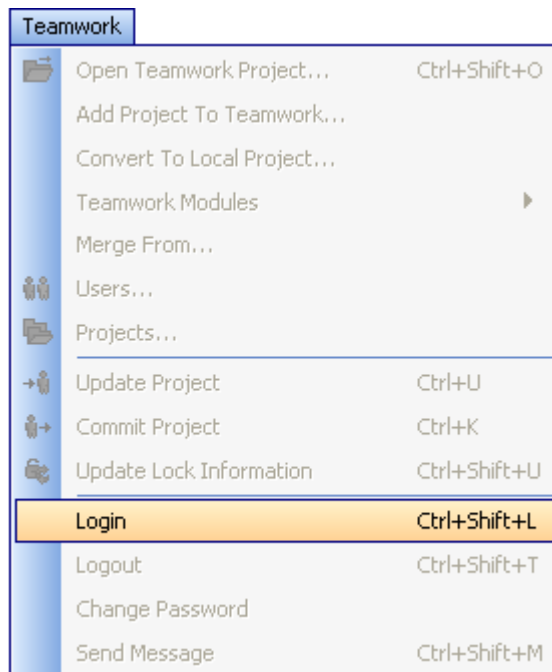 Teamwork
Open Teamwork Project... Ctrl+Shift+O
Add Project To Teamwork...
Convert To Local Project...
Teamwork Modules
Merge From...
Users...
Projects...
Update Project Ctrl+U
Commit Project Ctrl+K
Update Lock Information Ctrl+Shift+U
Login Ctrl+Shift+L
Logout Ctrl+Shift+T
Change Password
Send Message Ctrl+Shift+M